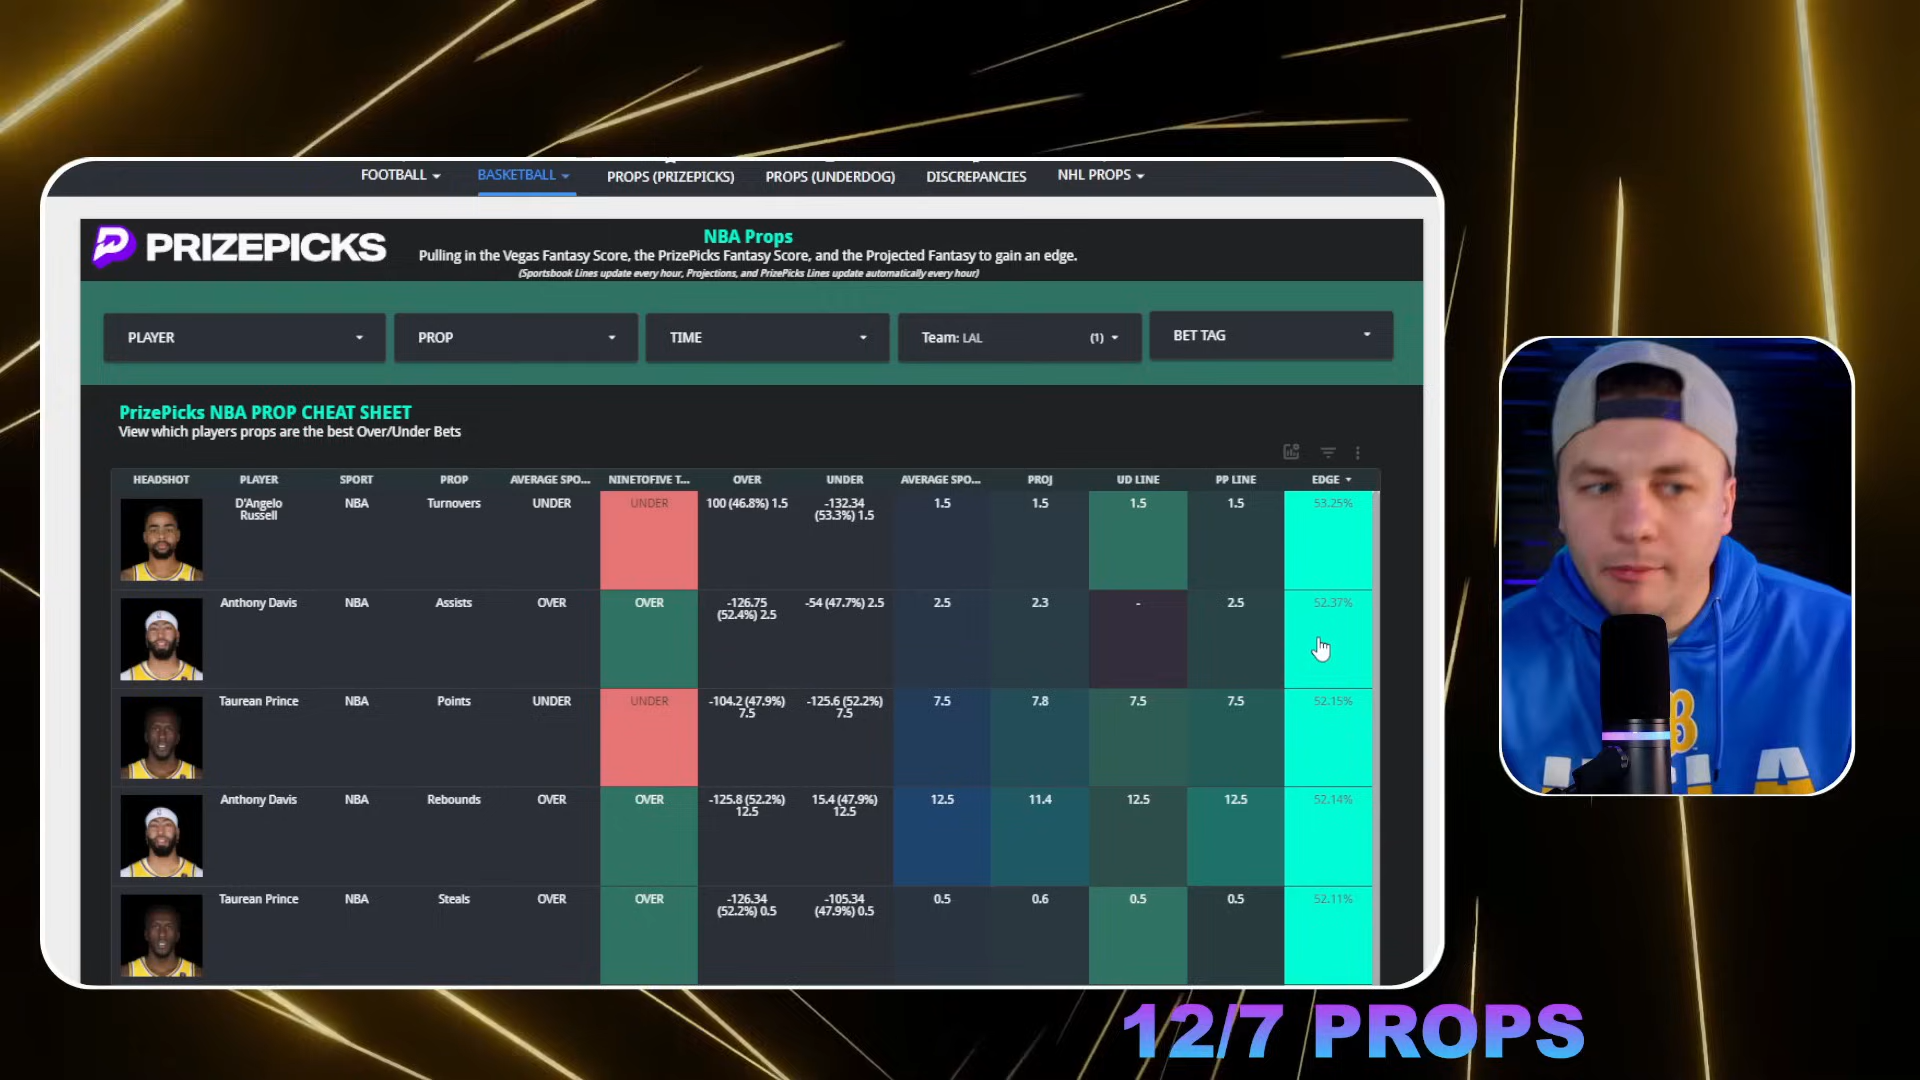 FOOTBALL
BASKETBALL
PROPS (PRIZEPICKS)
PROPS (UNDERDOG)
DISCREPANCIES
NHL PROPS
PRIZEPICKS
NBA Props
Pulling in the Vegas Fantasy Score, the PrizePicks Fantasy Score, and the Projected Fantasy to gain an edge.
(Sportsbook Lines update every hour, Projections, and PrizePicks Lines update automatically every hour)
PLAYER
PROP
TIME
Team: LAL (1)
BET TAG
PrizePicks NBA PROP CHEAT SHEET
View which players props are the best Over/Under Bets
HEADSHOT PLAYER SPORT PROP AVERAGE SPO... NINETOFIVE T... OVER UNDER AVERAGE SPO... PROJ UD LINE PP LINE EDGE
D'Angelo NBA Turnovers UNDER UNDER 100 (46.8%) 1.5 -132.34 1.5 1.5 1.5 1.5 53.25%
Russell (53.3%) 1.5
Anthony Davis NBA Assists OVER OVER -126.75 -54 (47.7%) 2.5 2.5 2.3 - 2.5 52.37%
(52.4%) 2.5
Taurean Prince NBA Points UNDER UNDER -104.2 (47.9%) -125.6 (52.2%) 7.5 7.8 7.5 7.5 52.15%
7.5 7.5
Anthony Davis NBA Rebounds OVER OVER -125.8 (52.2%) 15.4 (47.9%) 12.5 11.4 12.5 12.5 52.14%
12.5 12.5
Taurean Prince NBA Steals OVER OVER -126.34 -105.34 0.5 0.6 0.5 0.5 52.11%
(52.2%) 0.5 (47.9%) 0.5
12/7 PROPS